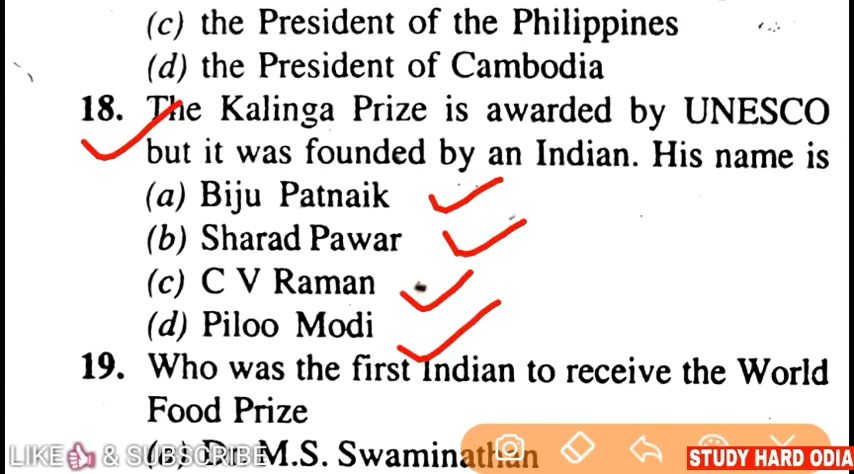 (c) the President of the Philippines
(d) the President of Cambodia
18. The Kalinga Prize is awarded by UNESCO
but it was founded by an Indian. His name is
(a) Biju Patnaik
(b) Sharad Pawar
(c) C V Raman
(d) Piloo Modi
19. Who was the first Indian to receive the World
Food Prize
(a) Dr. M.S. Swaminathan
LIKE & SUBSCRIBE
STUDY HARD ODIA